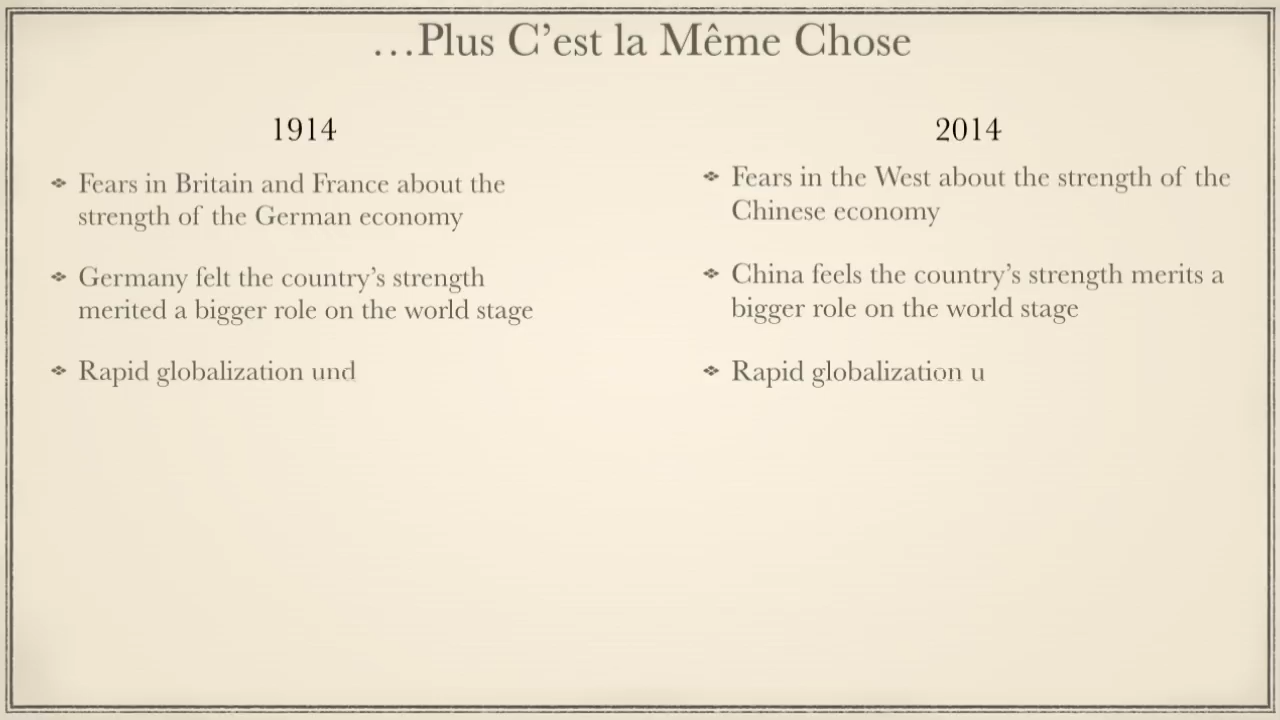 …Plus C’est la Même Chose
1914
Fears in Britain and France about the
strength of the German economy
Germany felt the country’s strength
merited a bigger role on the world stage
Rapid globalization und
2014
Fears in the West about the strength of the
Chinese economy
China feels the country’s strength merits a
bigger role on the world stage
Rapid globalization u